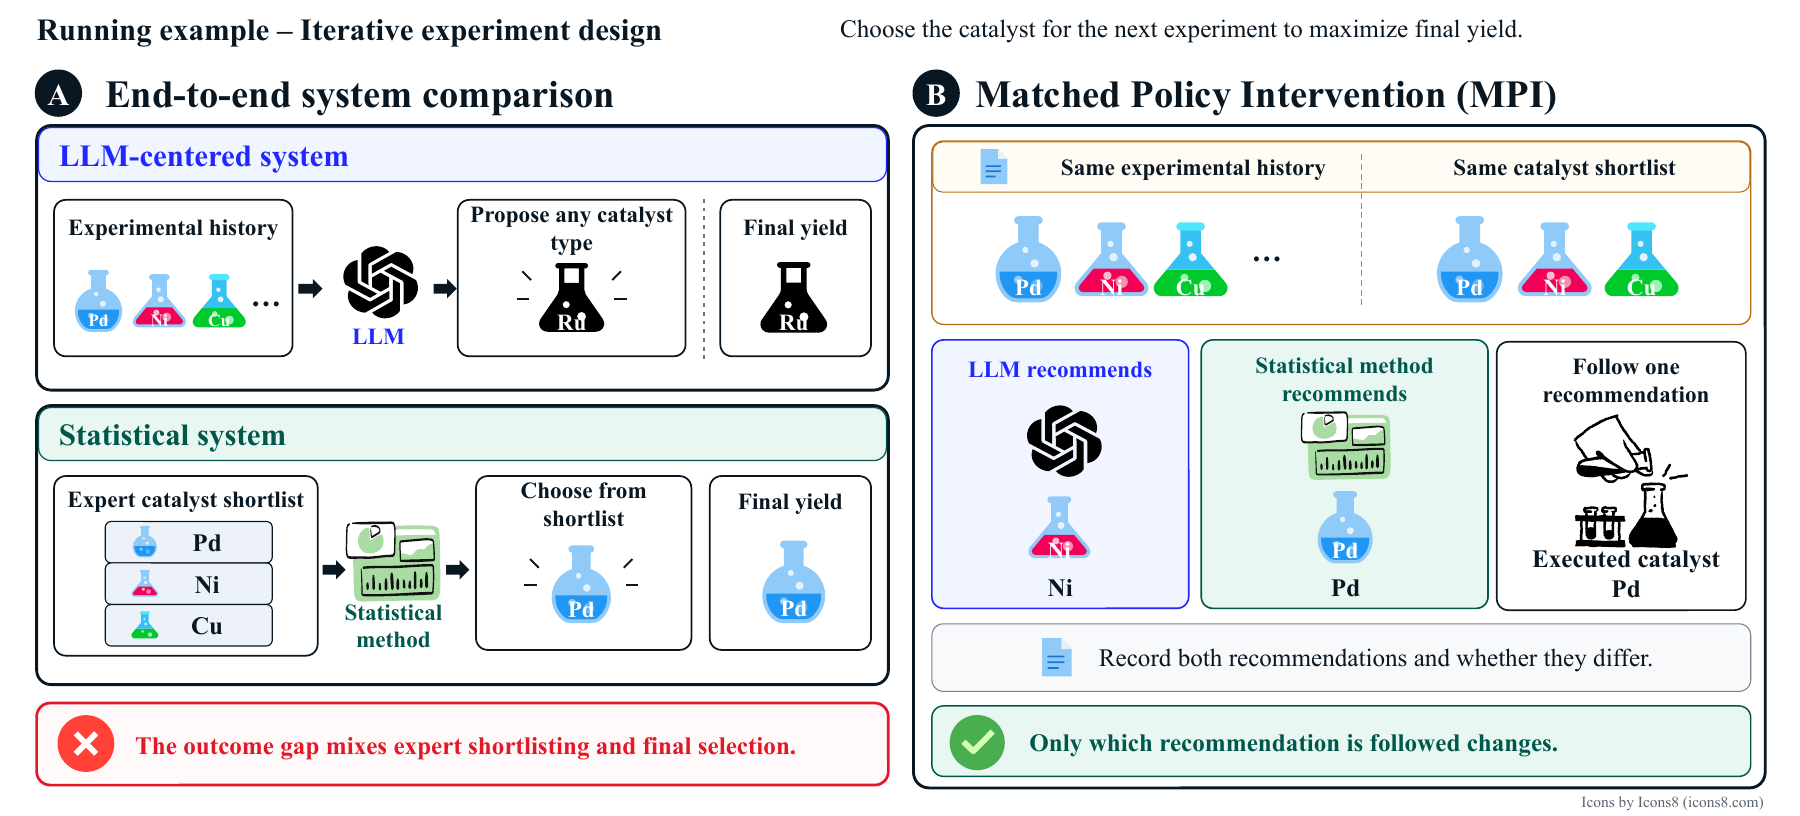 Running example – Iterative experiment design
Choose the catalyst for the next experiment to maximize final yield.
A
End-to-end system comparison
LLM-centered system
Experimental history
Pd
Ni
Cu
...
LLM
Propose any catalyst
type
Ru
Final yield
Ru
Statistical system
Expert catalyst shortlist
Pd
Ni
Cu
Statistical
method
Choose from
shortlist
Pd
Final yield
Pd
The outcome gap mixes expert shortlisting and final selection.
B
Matched Policy Intervention (MPI)
Same experimental history
Same catalyst shortlist
Pd
Ni
Cu
...
Pd
Ni
Cu
LLM recommends
Ni
Ni
Statistical method
recommends
Pd
Pd
Follow one
recommendation
Executed catalyst
Pd
Record both recommendations and whether they differ.
Only which recommendation is followed changes.
Icons by Icons8 (icons8.com)